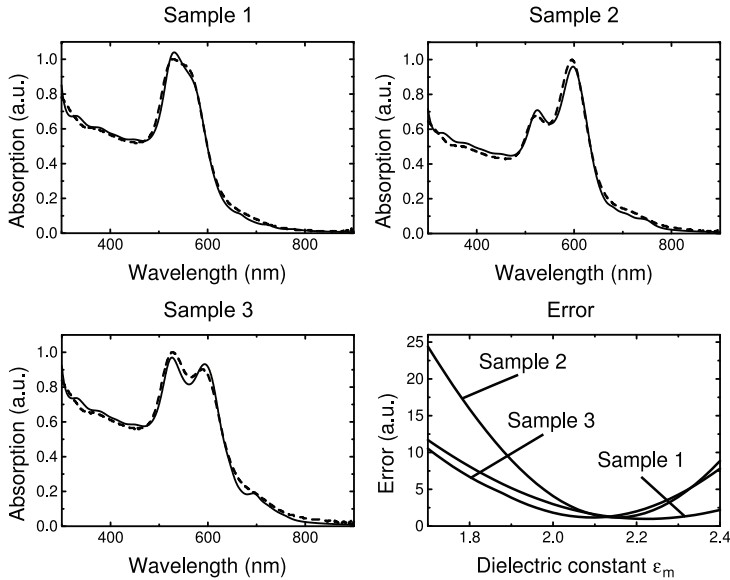 Sample 1
Absorption (a.u.)
1.0
0.8
0.6
0.4
0.2
0.0
400 600 800
Wavelength (nm)
Sample 2
Absorption (a.u.)
1.0
0.8
0.6
0.4
0.2
0.0
400 600 800
Wavelength (nm)
Sample 3
Absorption (a.u.)
1.0
0.8
0.6
0.4
0.2
0.0
400 600 800
Wavelength (nm)
Error
Error (a.u.)
25
20
15
10
5
0
Sample 2
Sample 3
Sample 1
1.8 2.0 2.2 2.4
Dielectric constant εm